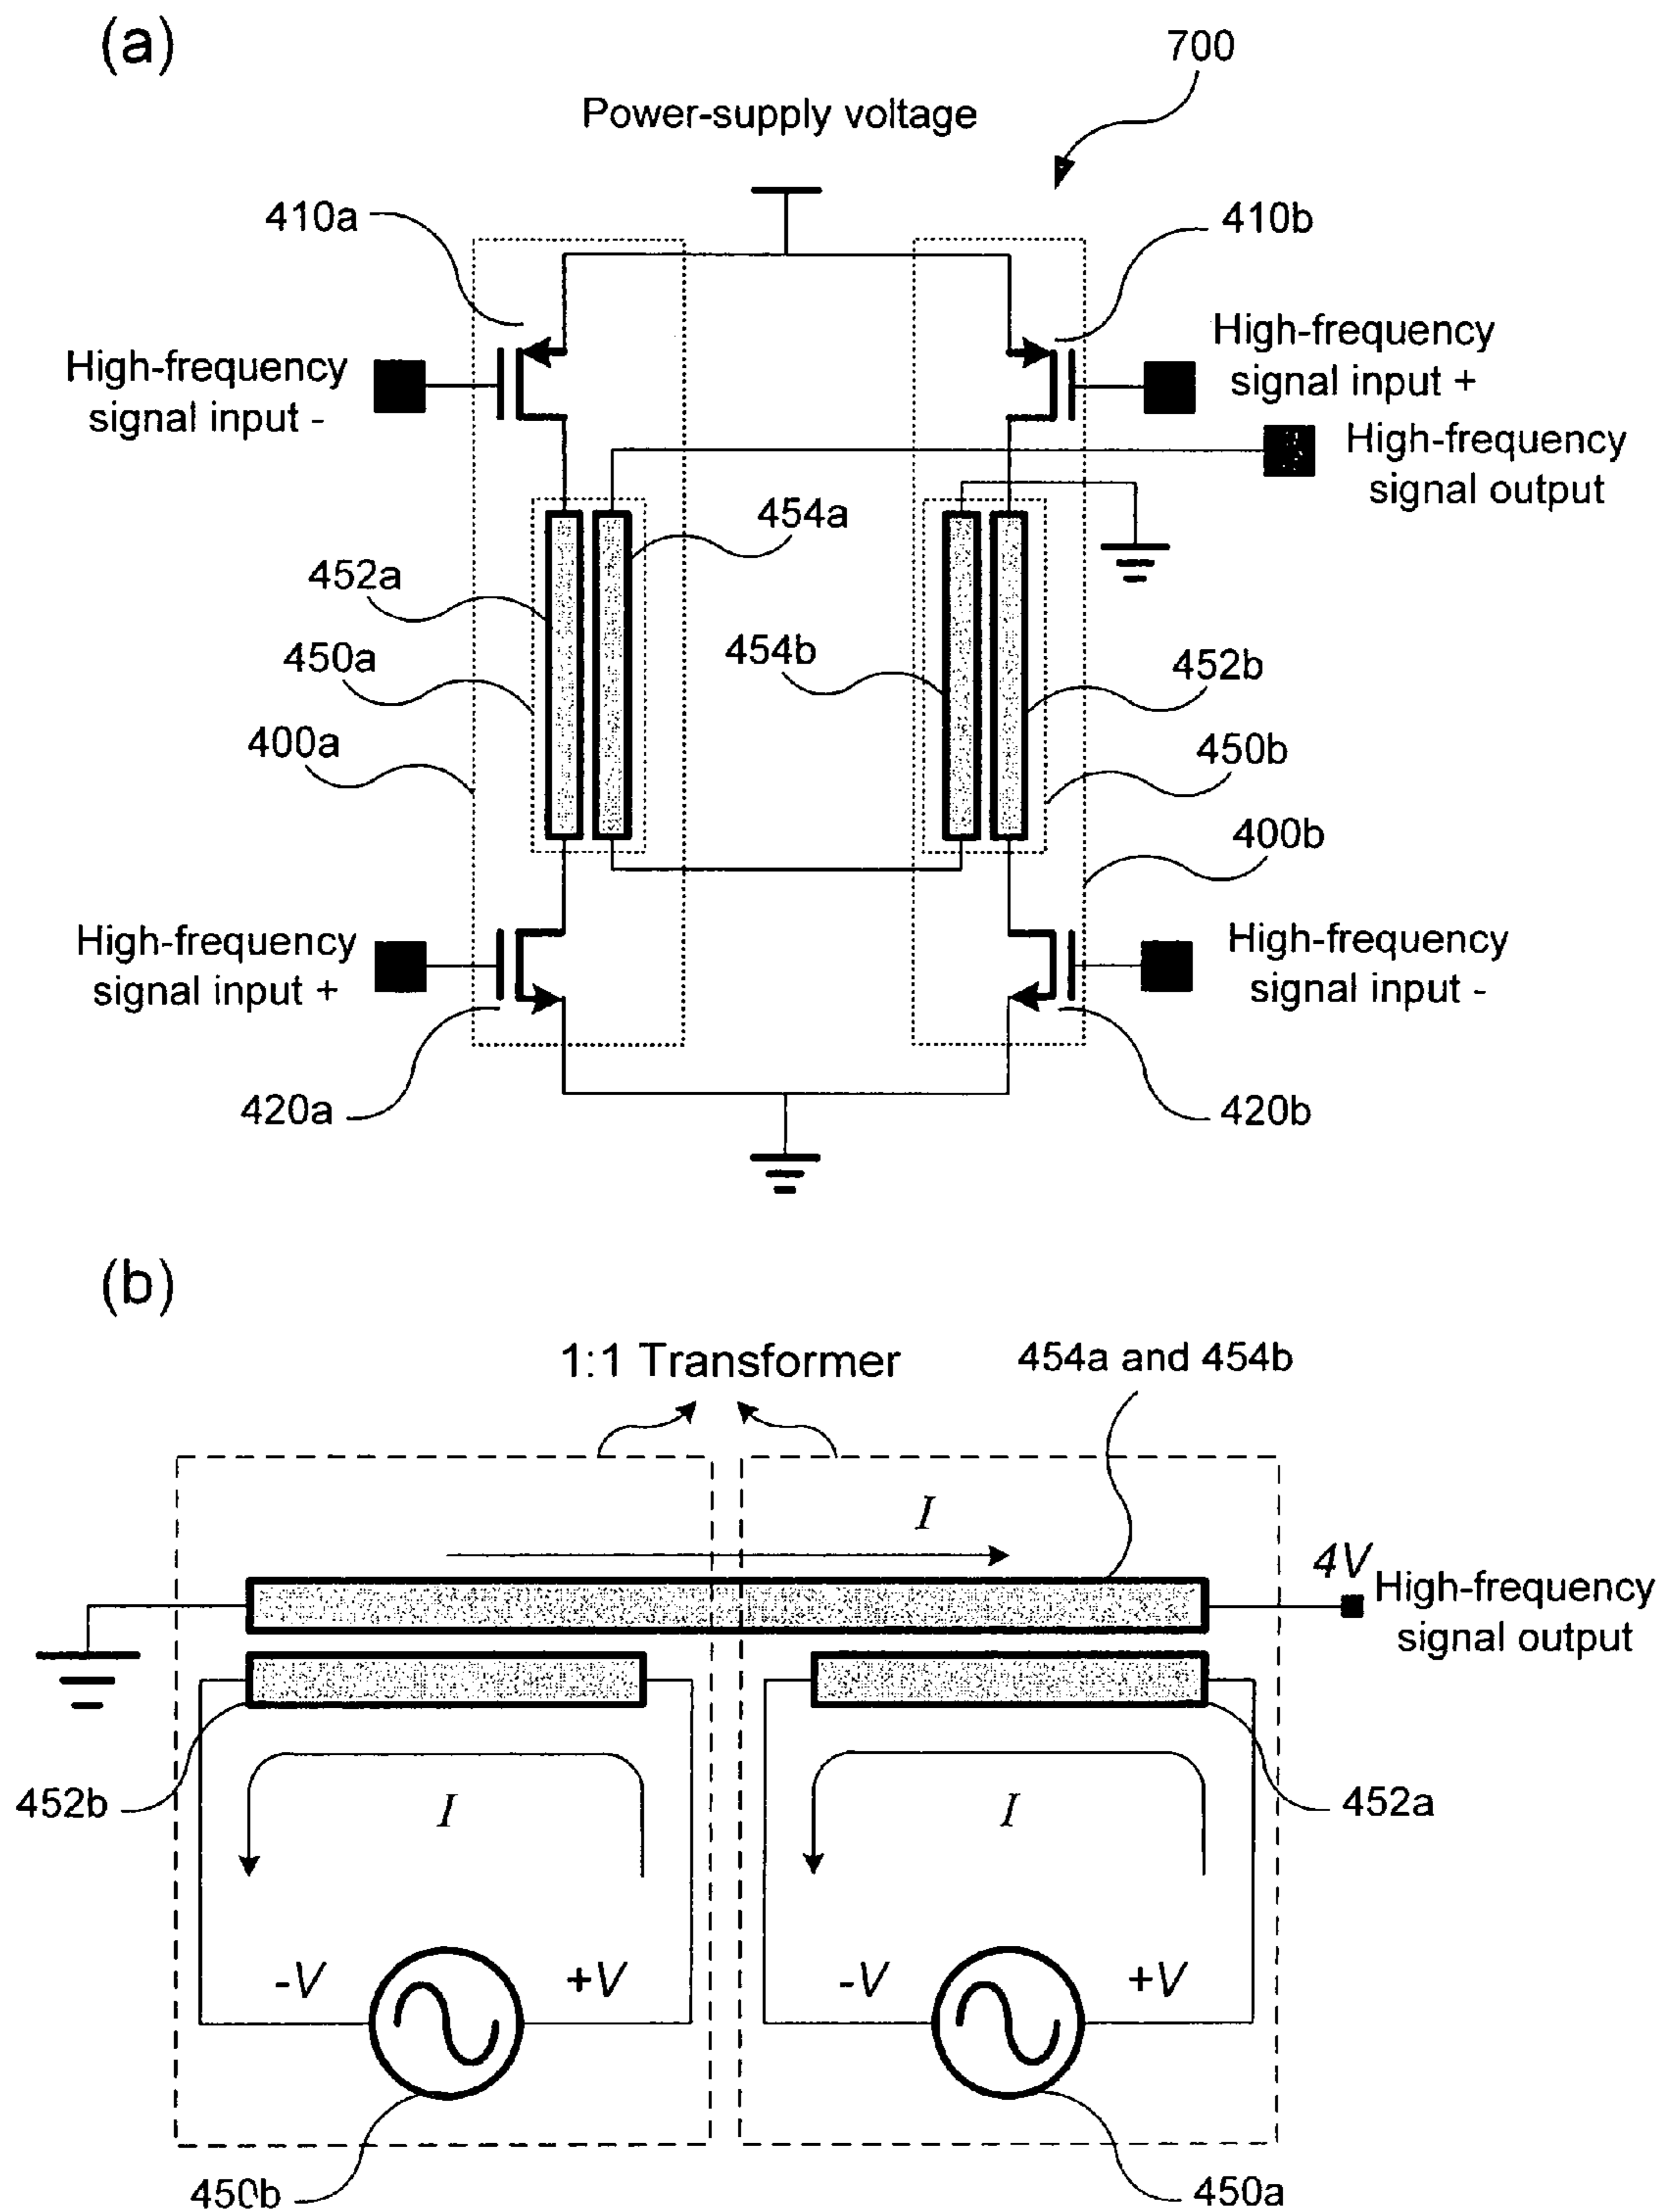 (a)
700
Power-supply voltage
410a
410b
High-frequency
signal input -
High-frequency
signal input +
High-frequency
signal output
454a
452a
450a
454b
452b
400a
450b
400b
High-frequency
signal input +
High-frequency
signal input -
420a
420b
(b)
1:1 Transformer
454a and 454b
I
4V
High-frequency
signal output
452b
I
I
452a
-V
+V
-V
+V
450b
450a